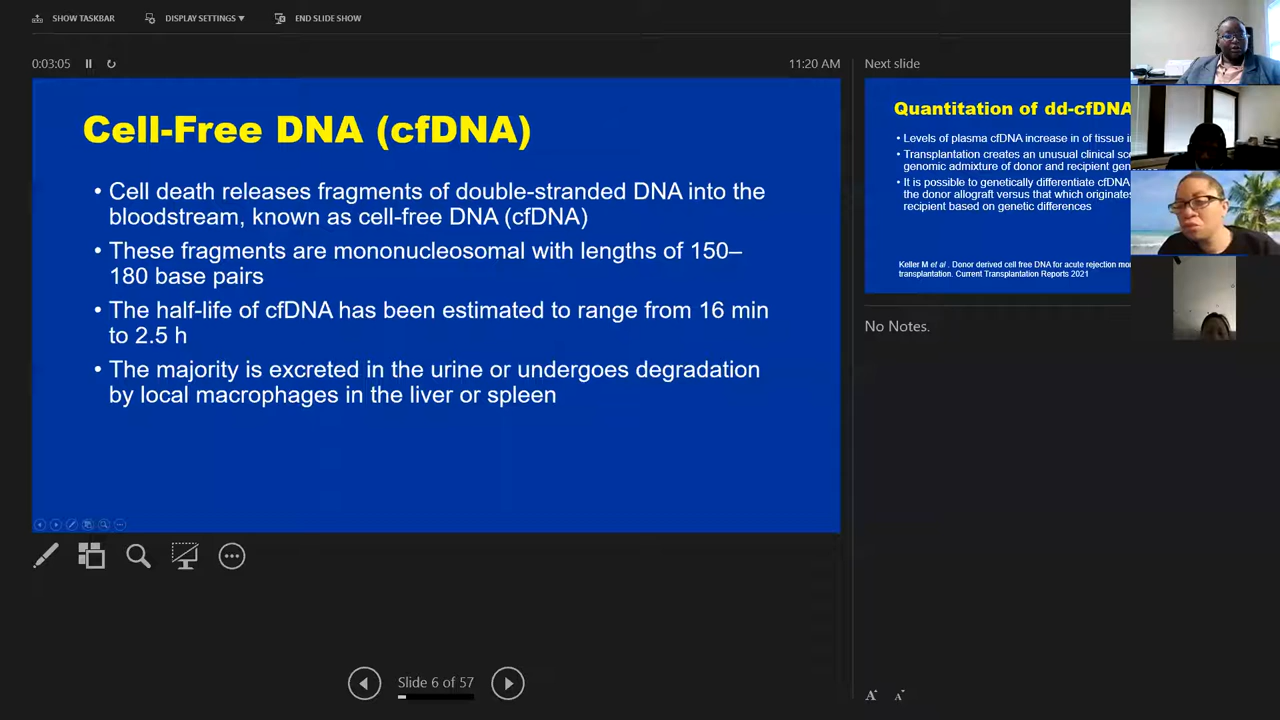 SHOW TASKBAR
DISPLAY SETTINGS ▼
END SLIDE SHOW
0:03:05
11:20 AM
Cell-Free DNA (cfDNA)
• Cell death releases fragments of double-stranded DNA into the
bloodstream, known as cell-free DNA (cfDNA)
• These fragments are mononucleosomal with lengths of 150–
180 base pairs
• The half-life of cfDNA has been estimated to range from 16 min
to 2.5 h
• The majority is excreted in the urine or undergoes degradation
by local macrophages in the liver or spleen
Next slide
Quantitation of dd-cfDNA
• Levels of plasma cfDNA increase in of tissue
• Transplantation creates an unusual clinical
genomic admixture of donor and recipient
• It is possible to genetically differentiate cfDNA
the donor allograft versus that which originates
recipient based on genetic differences
Keller M et al . Donor derived cell free DNA for acute rejection
transplantation. Current Transplantation Reports 2021
No Notes.
Slide 6 of 57
A
A